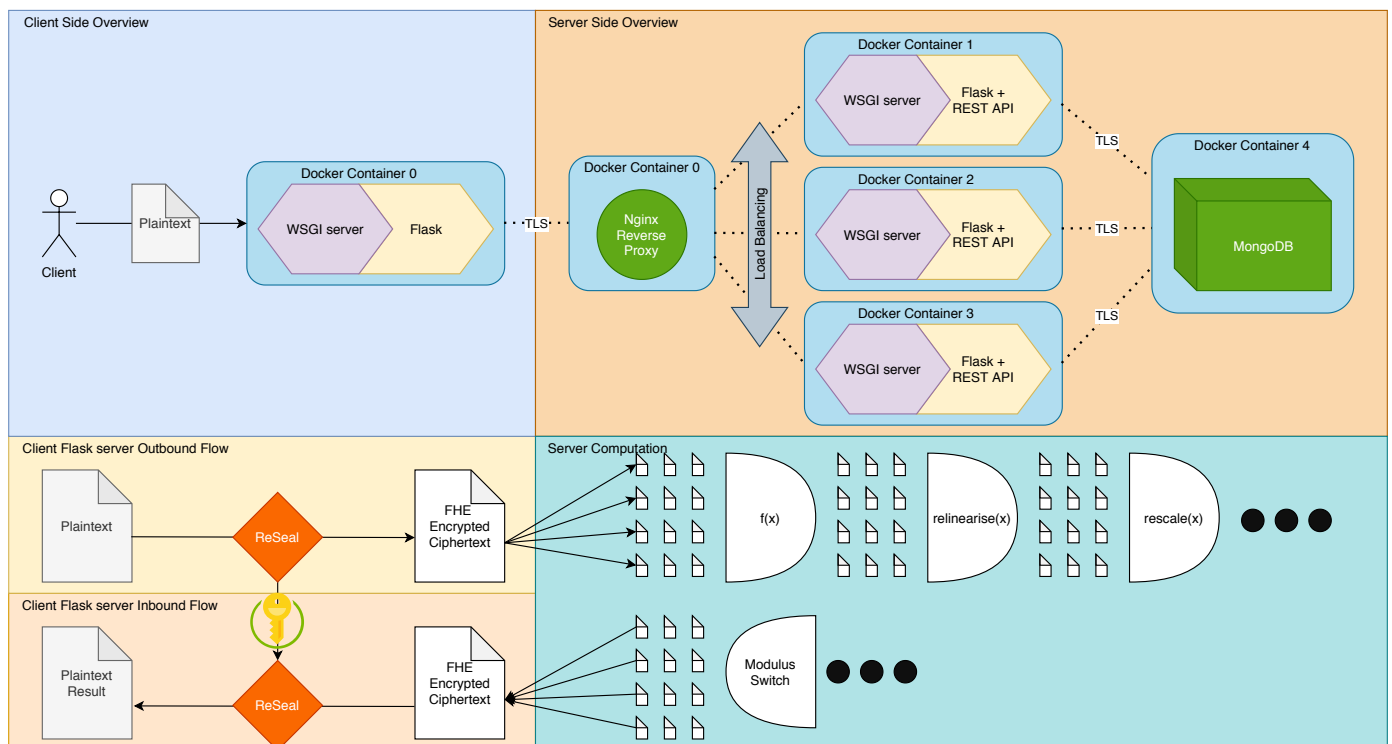 Client Side Overview
Client
Plaintext
Docker Container 0
WSGI server
Flask
TLS
Server Side Overview
Docker Container 0
Nginx
Reverse
Proxy
Load Balancing
Docker Container 1
WSGI server
Flask +
REST API
Docker Container 2
WSGI server
Flask +
REST API
Docker Container 3
WSGI server
Flask +
REST API
TLS
TLS
TLS
Docker Container 4
MongoDB
Client Flask server Outbound Flow
Plaintext
ReSeal
FHE
Encrypted
Ciphertext
Server Computation
f(x)
relinearise(x)
rescale(x)
Client Flask server Inbound Flow
Plaintext
Result
ReSeal
FHE
Encrypted
Ciphertext
Modulus
Switch